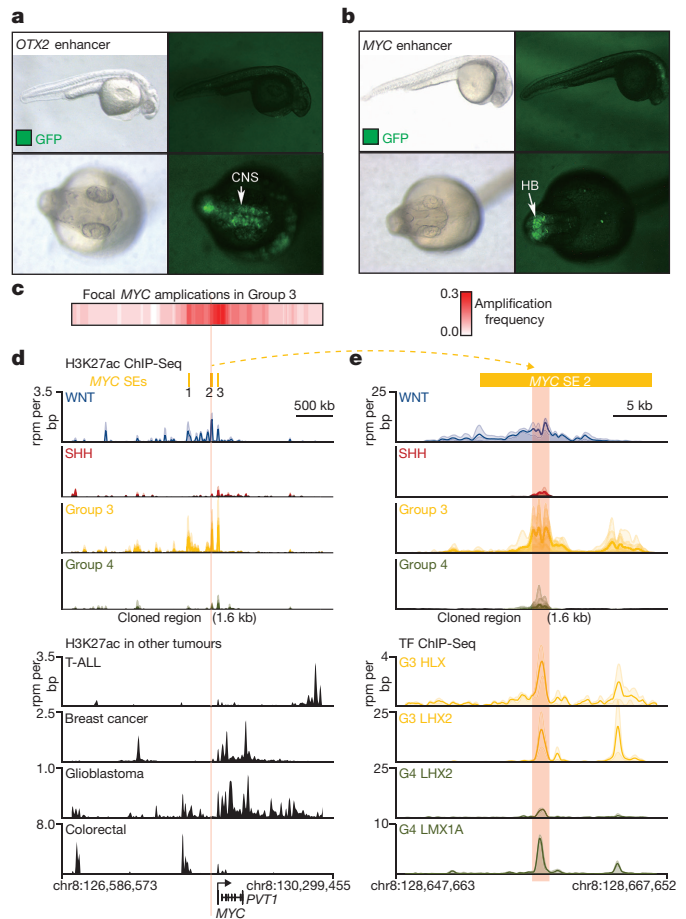 a
OTX2 enhancer
GFP
CNS
b
MYC enhancer
GFP
HB
c
Focal MYC amplications in Group 3
0.3
0.0
Amplification
frequency
d
H3K27ac ChIP-Seq
MYC SEs
1 2 3
3.5
rpm per
bp
WNT
500 kb
SHH
Group 3
Group 4
Cloned region (1.6 kb)
H3K27ac in other tumours
3.5
rpm per
bp
T-ALL
2.5
Breast cancer
1.0
Glioblastoma
8.0
Colorectal
chr8:126,586,573
chr8:130,299,455
PVT1
MYC
e
MYC SE 2
25
rpm per
bp
WNT
5 kb
SHH
Group 3
Group 4
Cloned region (1.6 kb)
TF ChIP-Seq
4
rpm per
bp
G3 HLX
25
G3 LHX2
25
G4 LHX2
10
G4 LMX1A
chr8:128,647,663
chr8:128,667,652